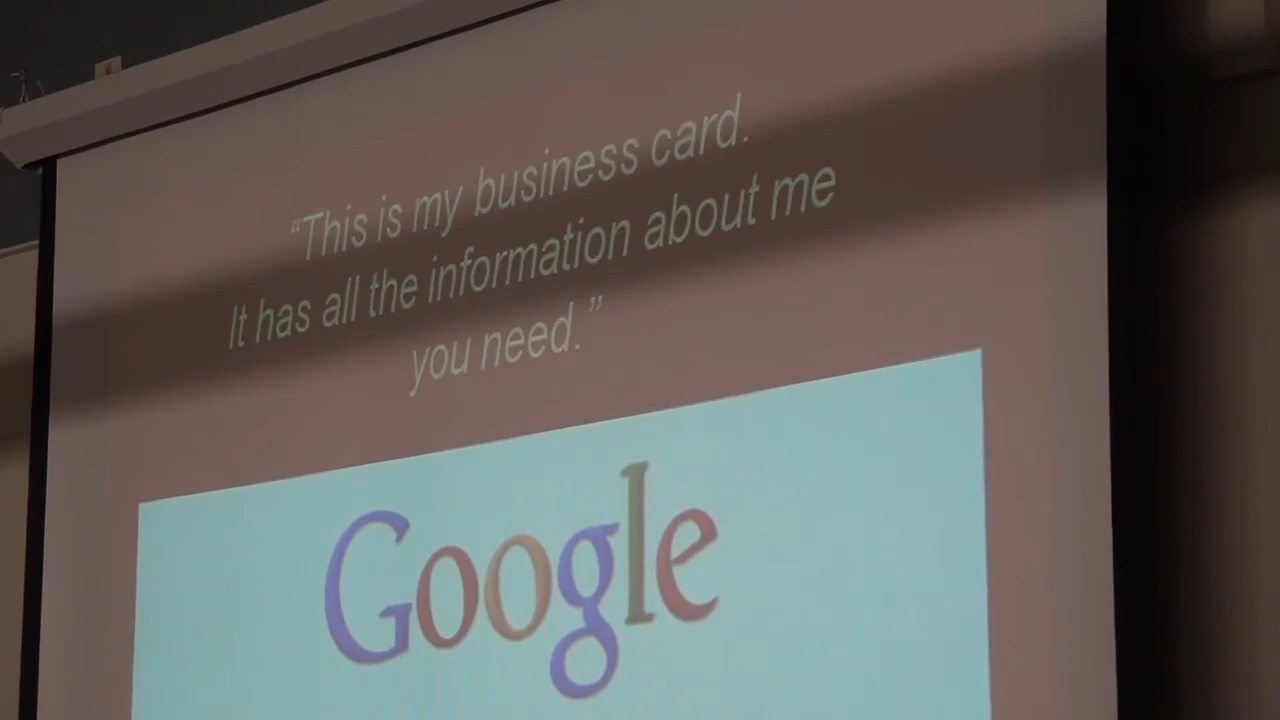 “This is my business card.
It has all the information about me
you need.”
Google